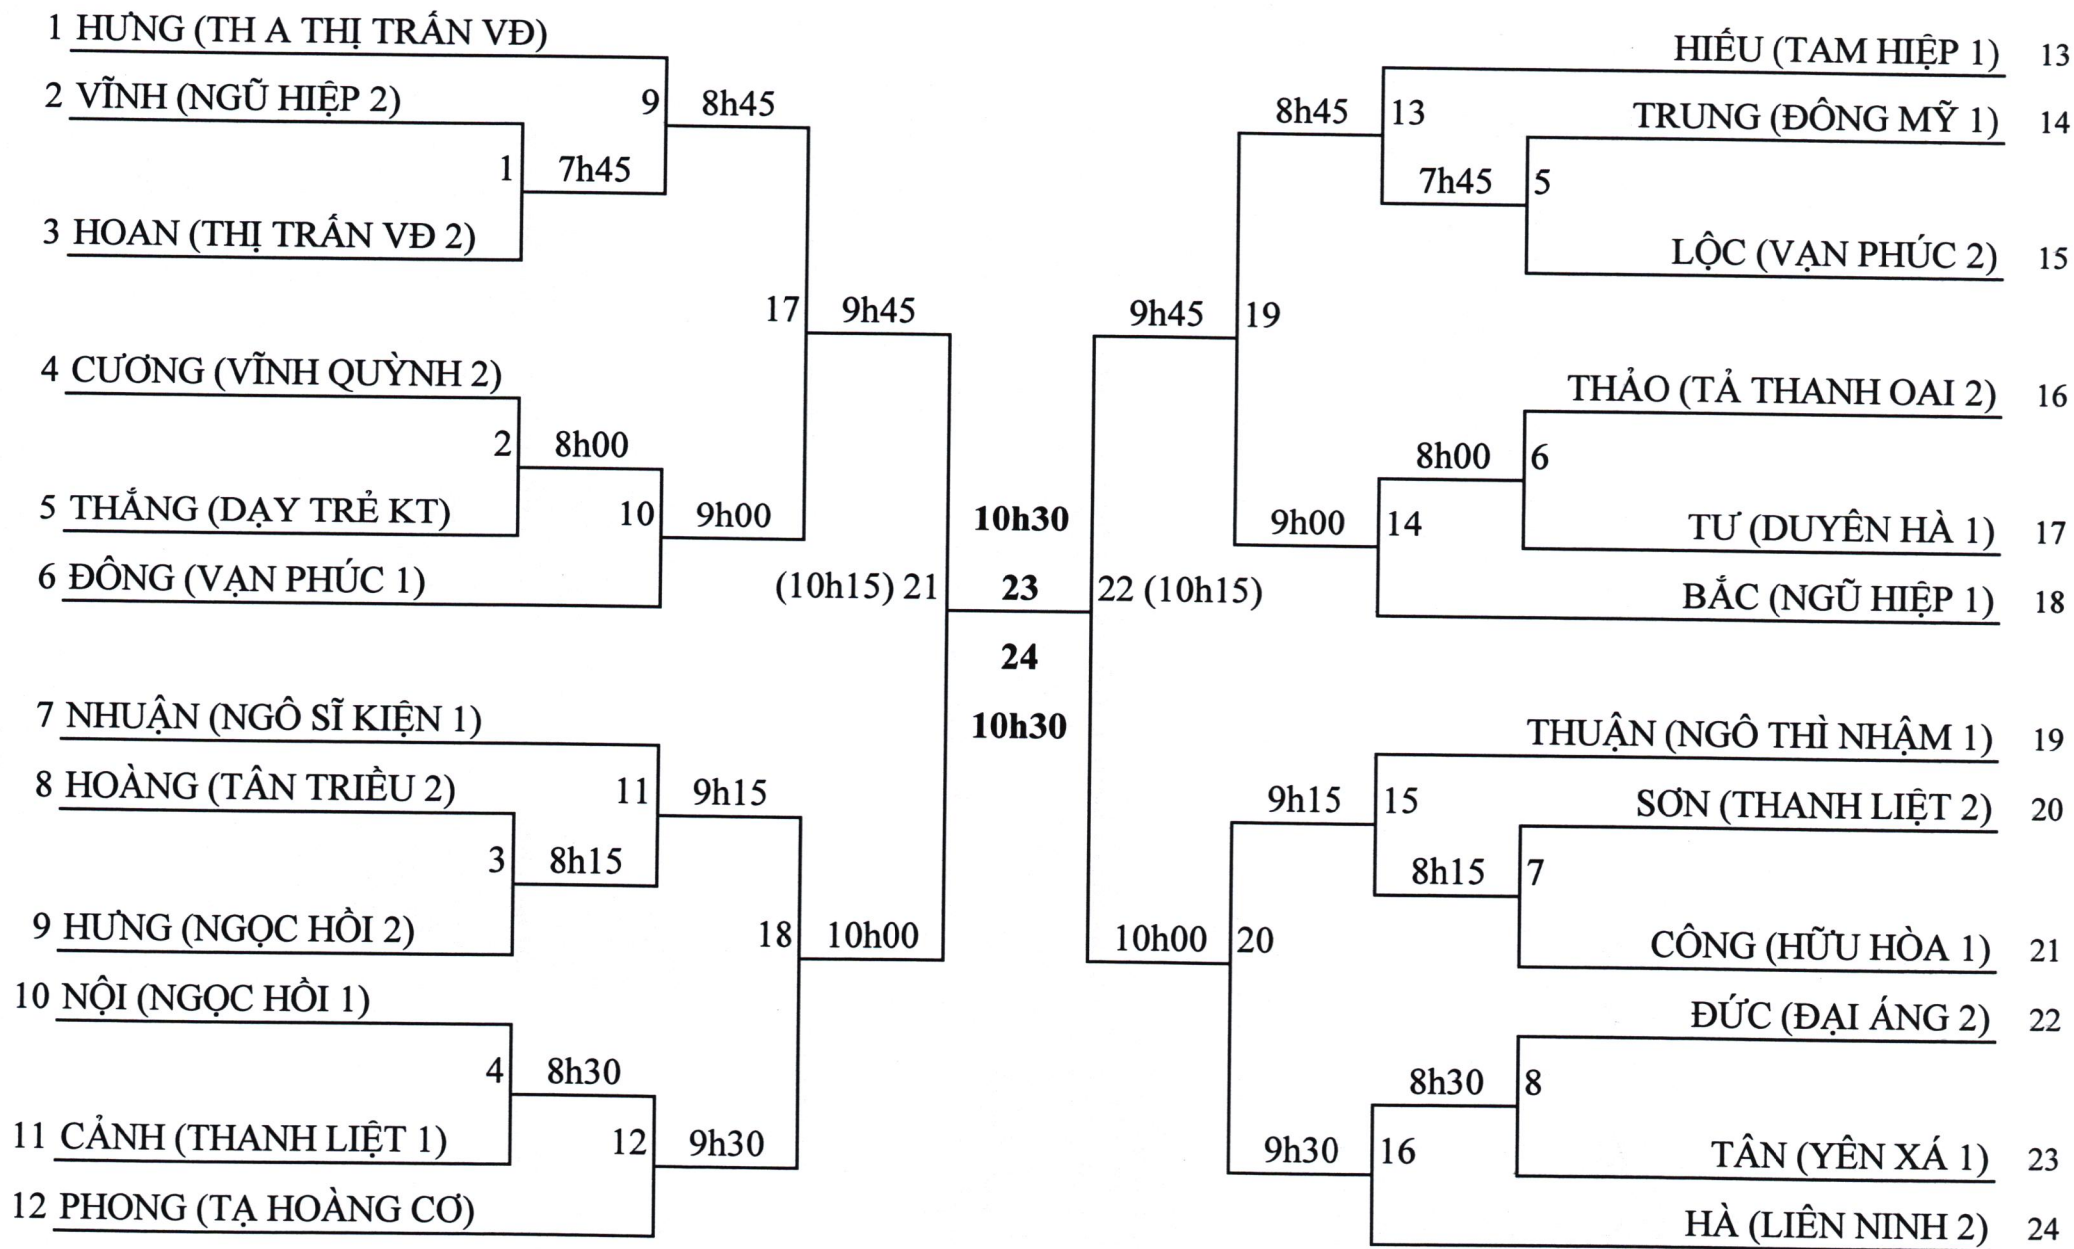 1 HƯNG (TH A THỊ TRẤN VĐ)
2 VĨNH (NGŨ HIỆP 2)
9 8h45
1 7h45
3 HOAN (THỊ TRẤN VĐ 2)
17 9h45
4 CƯƠNG (VĨNH QUỲNH 2)
2 8h00
5 THẮNG (DẠY TRẺ KT)
10 9h00
6 ĐÔNG (VẠN PHÚC 1)
(10h15) 21
7 NHUẬN (NGÔ SĨ KIỆN 1)
8 HOÀNG (TÂN TRIỀU 2)
11 9h15
3 8h15
9 HƯNG (NGỌC HỒI 2)
18 10h00
10 NỘI (NGỌC HỒI 1)
4 8h30
11 CẢNH (THANH LIỆT 1)
12 9h30
12 PHONG (TẠ HOÀNG CƠ)
10h30
23
24
10h30
HIẾU (TAM HIỆP 1) 13
8h45 13
TRUNG (ĐÔNG MỸ 1) 14
7h45 5
LỘC (VẠN PHÚC 2) 15
9h45 19
THẢO (TẢ THANH OAI 2) 16
8h00 6
9h00 14
TƯ (DUYÊN HÀ 1) 17
22 (10h15)
BẮC (NGŨ HIỆP 1) 18
THUẬN (NGÔ THÌ NHẬM 1) 19
9h15 15
SƠN (THANH LIỆT 2) 20
8h15 7
10h00 20
CÔNG (HỮU HÒA 1) 21
ĐỨC (ĐẠI ÁNG 2) 22
8h30 8
9h30 16
TÂN (YÊN XÁ 1) 23
HÀ (LIÊN NINH 2) 24